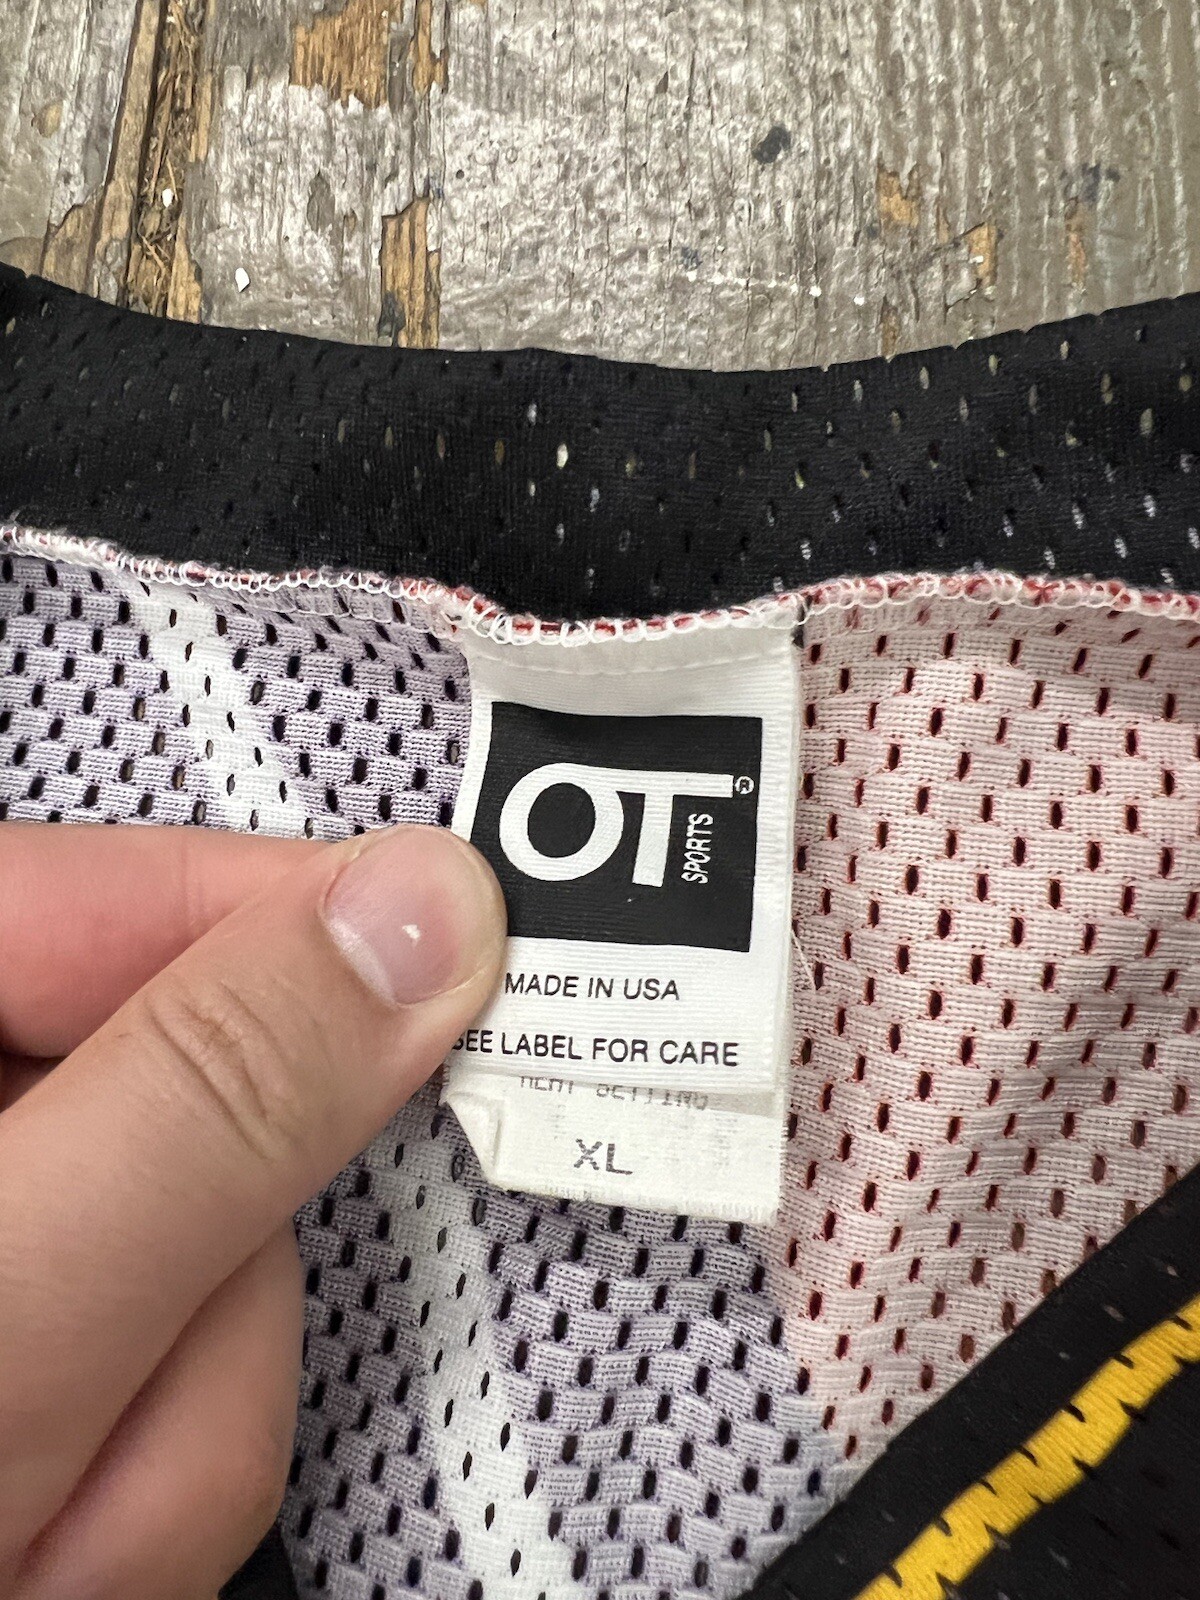 OT®
SPORTS
MADE IN USA
SEE LABEL FOR CARE
XL